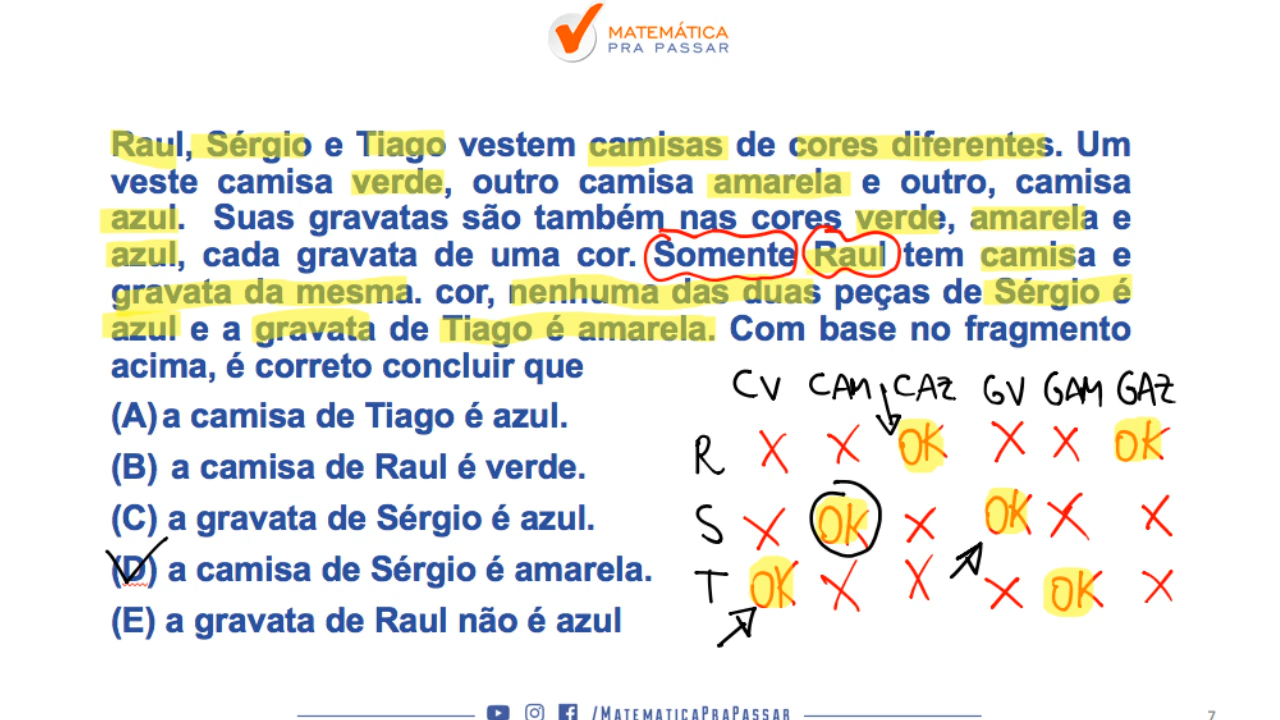 MATEMÁTICA
PRA PASSAR
Raul, Sérgio e Tiago vestem camisas de cores diferentes. Um
veste camisa verde, outro camisa amarela e outro, camisa
azul. Suas gravatas são também nas cores verde, amarela e
azul, cada gravata de uma cor. Somente Raul tem camisa e
gravata da mesma. cor, nenhuma das duas peças de Sérgio é
azul e a gravata de Tiago é amarela. Com base no fragmento
acima, é correto concluir que
(A) a camisa de Tiago é azul.
(B) a camisa de Raul é verde.
(C) a gravata de Sérgio é azul.
(D) a camisa de Sérgio é amarela.
(E) a gravata de Raul não é azul
CV CAM CAZ GV GAM GAZ
R X X OK X X OK
S X OK X OK X X
T OK X X X OK X
/MATEMATICAPRAPASSAR
7